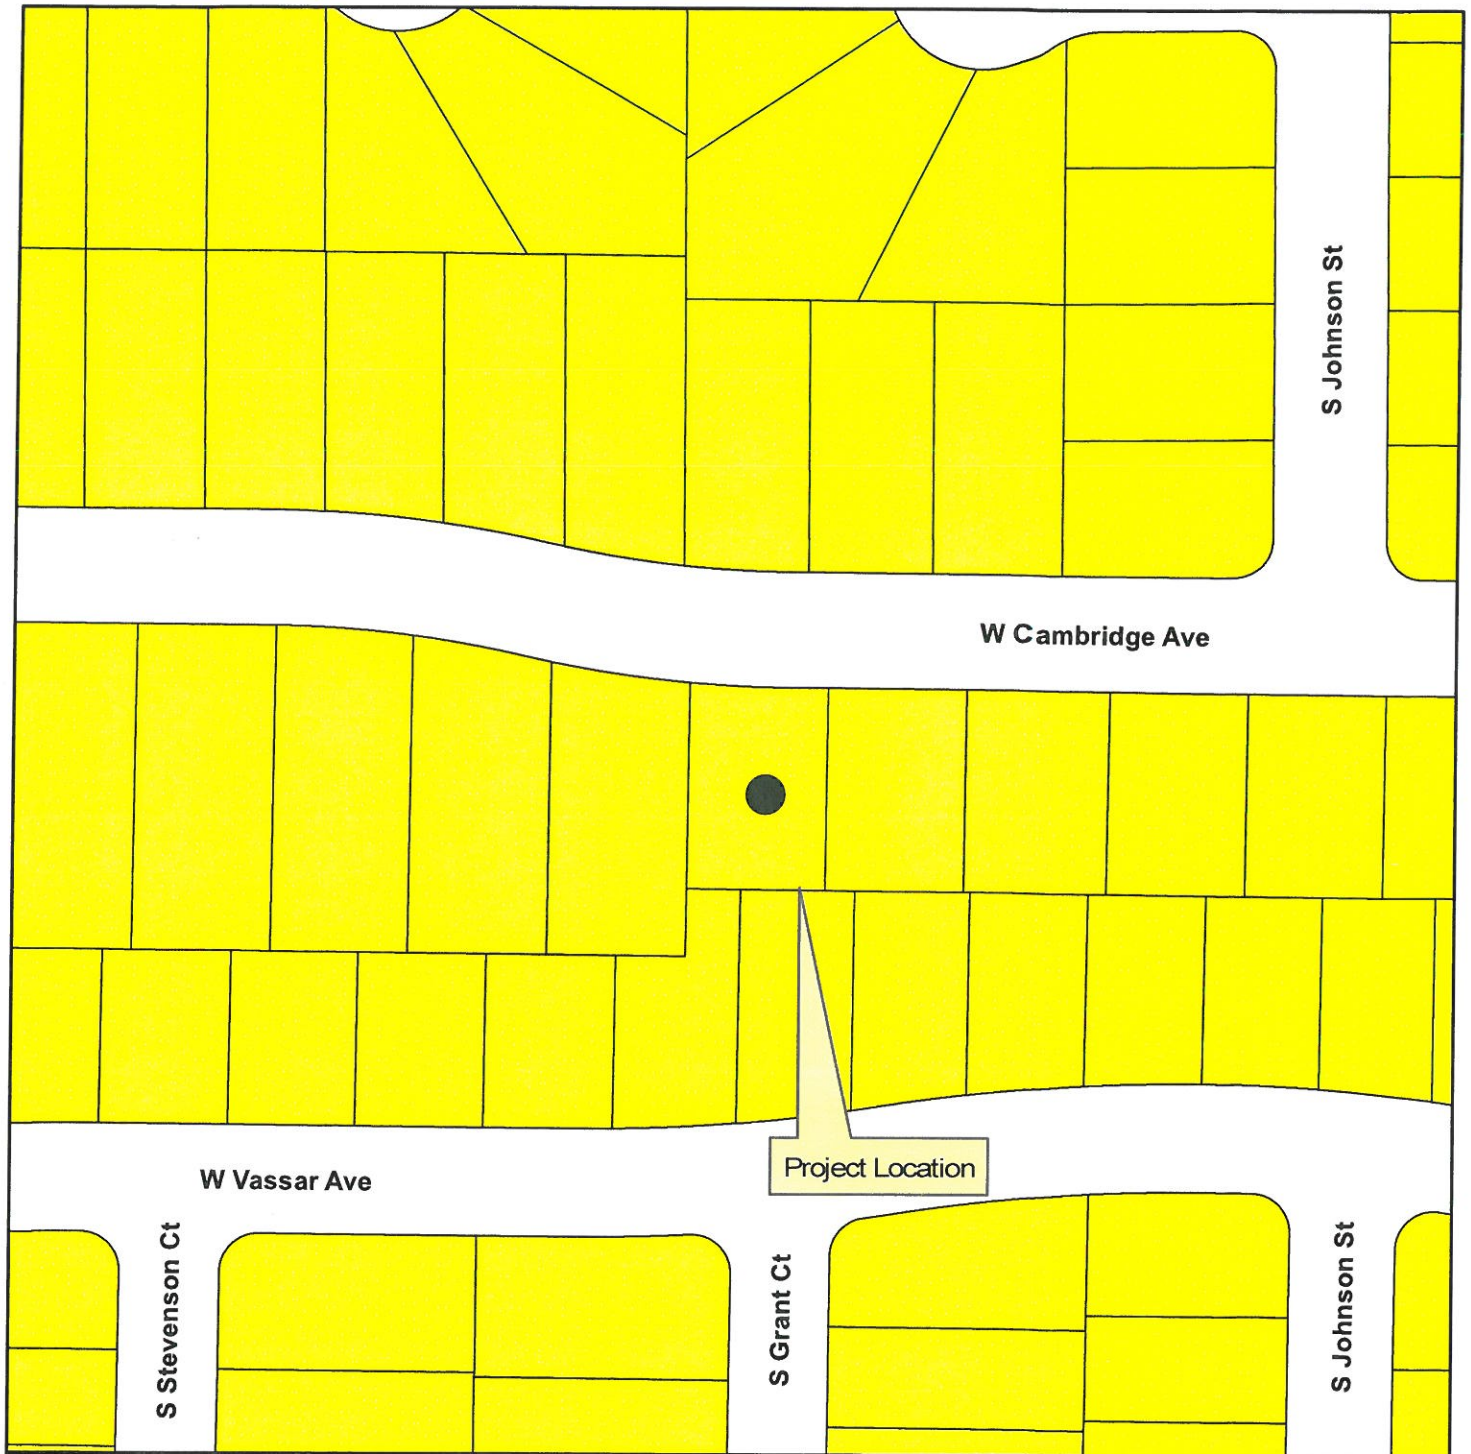 S Johnson St
W Cambridge Ave
Project Location
W Vassar Ave
S Stevenson Ct
S Grant Ct
S Johnson St